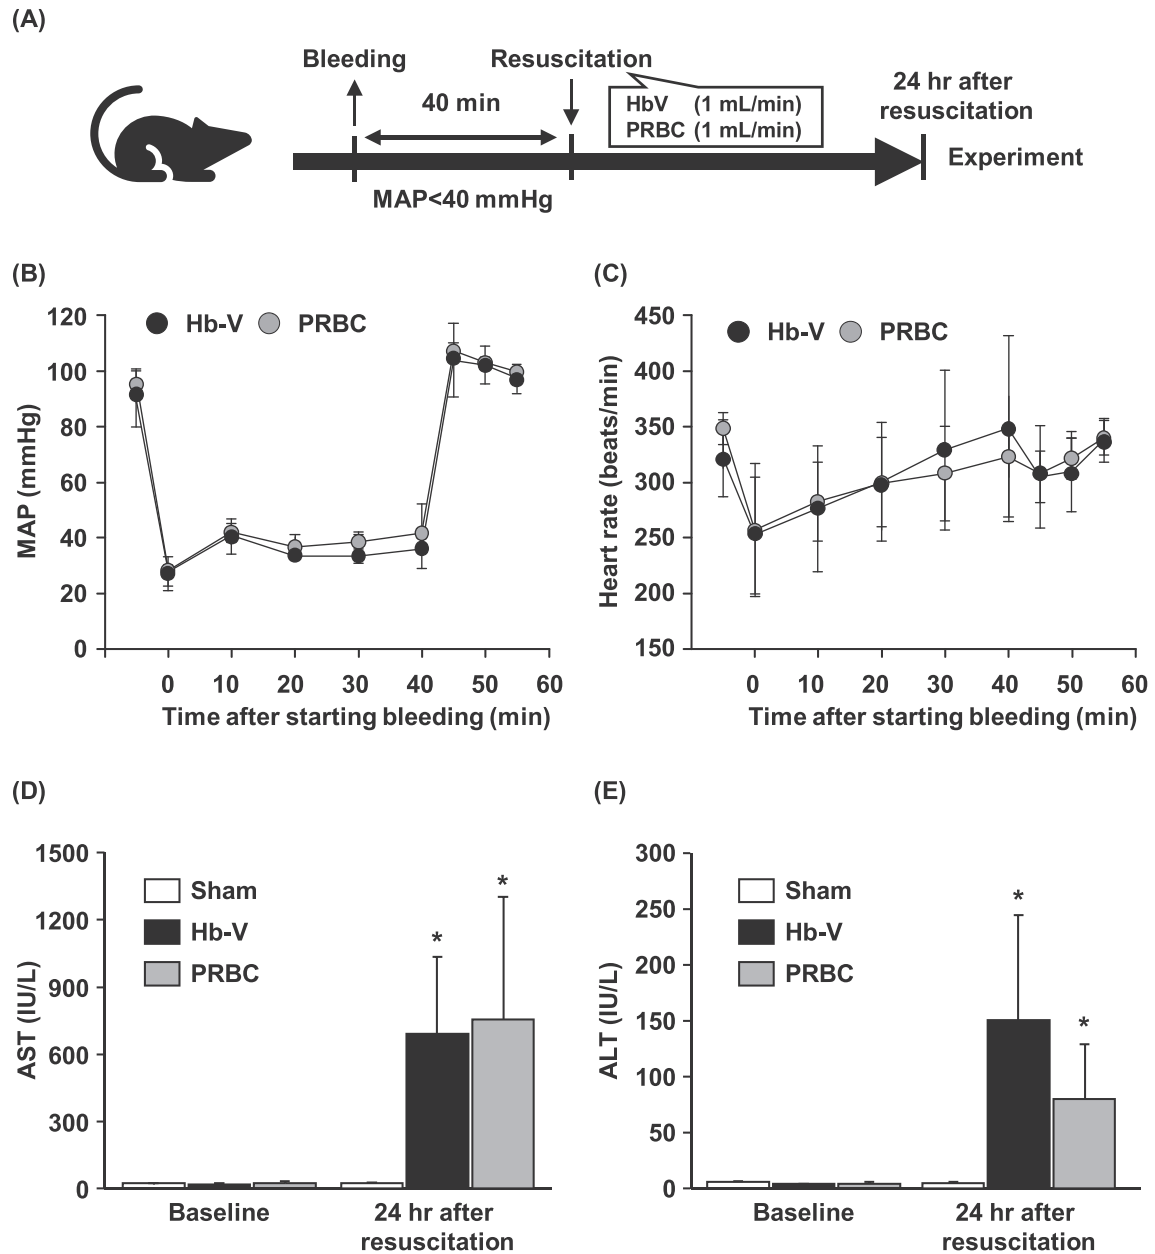 (A)
Bleeding
Resuscitation
40 min
HbV (1 mL/min)
PRBC (1 mL/min)
24 hr after
resuscitation
Experiment
MAP<40 mmHg
(B)
Hb-V PRBC
MAP (mmHg)
120
100
80
60
40
20
0
0 10 20 30 40 50 60
Time after starting bleeding (min)
(C)
Hb-V PRBC
Heart rate (beats/min)
450
400
350
300
250
200
150
0 10 20 30 40 50 60
Time after starting bleeding (min)
(D)
AST (IU/L)
1500
1200
900
600
300
0
Sham
Hb-V
PRBC
*
*
Baseline
24 hr after
resuscitation
(E)
ALT (IU/L)
300
250
200
150
100
50
0
Sham
Hb-V
PRBC
*
*
Baseline
24 hr after
resuscitation